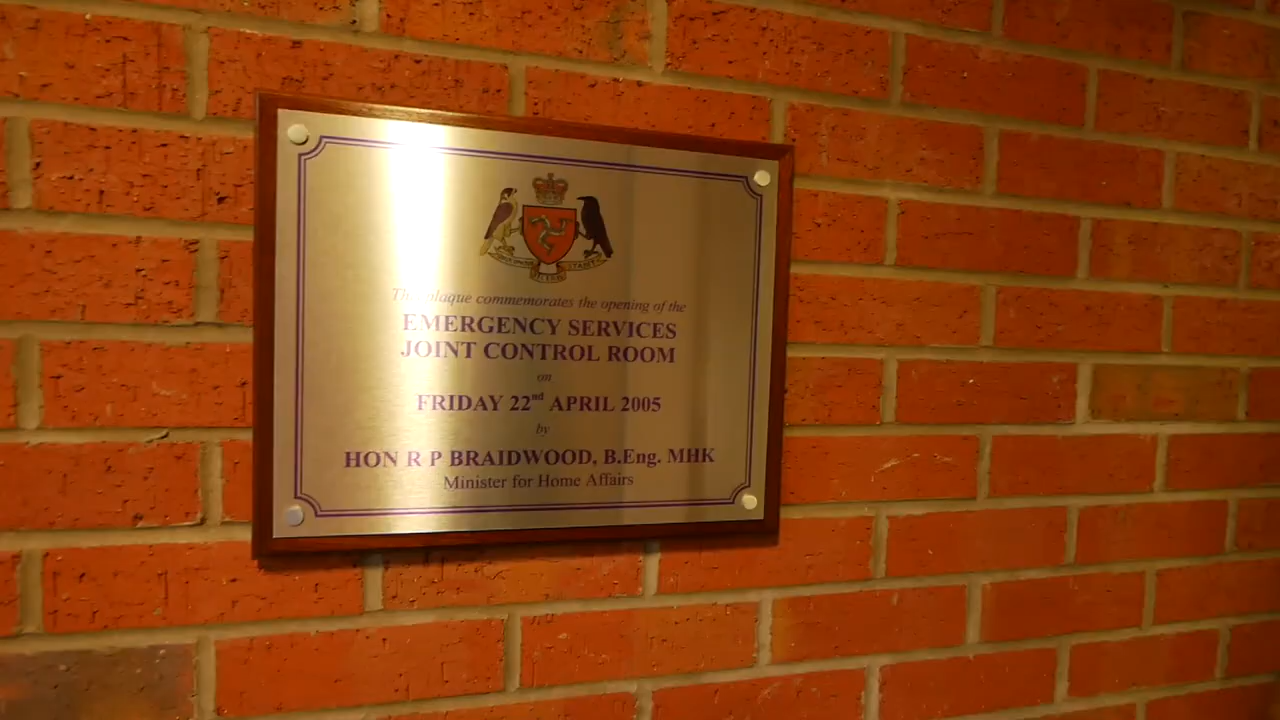 This plaque commemorates the opening of the
EMERGENCY SERVICES
JOINT CONTROL ROOM
on
FRIDAY 22nd APRIL 2005
by
HON R P BRAIDWOOD, B.Eng. MHK
Minister for Home Affairs